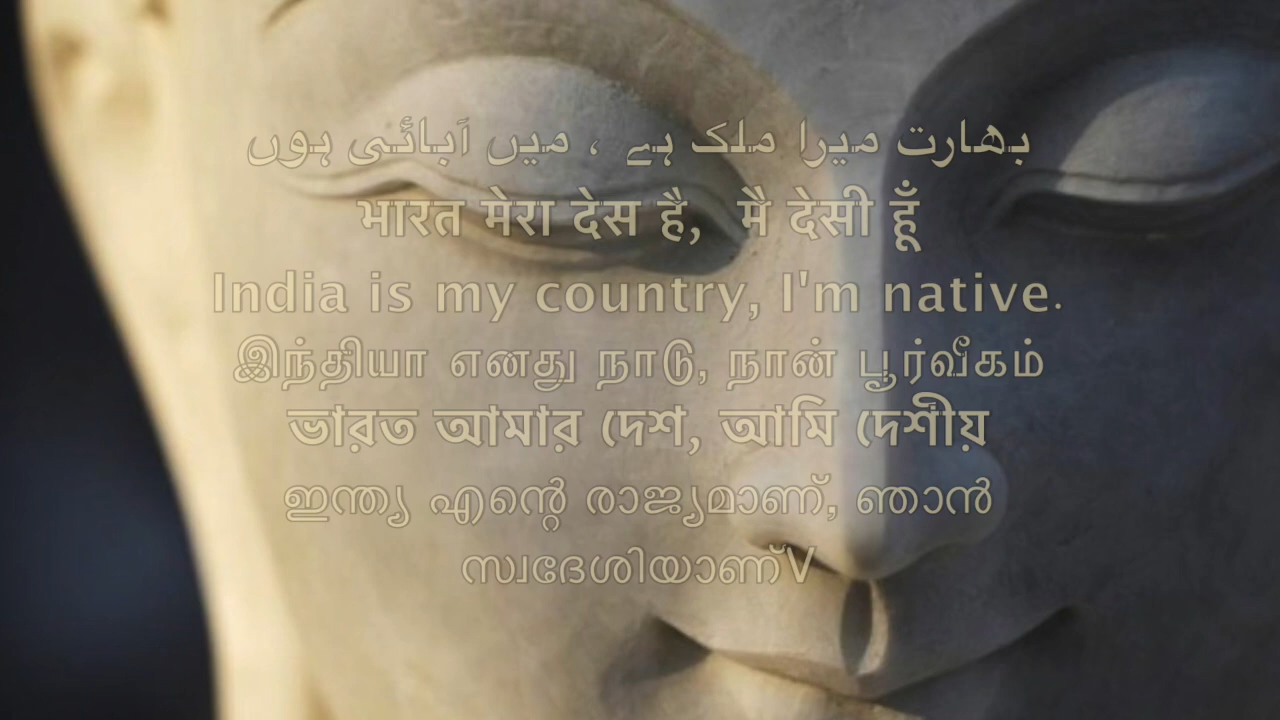 بھارت میرا ملک ہے ، میں آبائی ہوں
भारत मेरा देस है, मै देसी हूँ
India is my country, I'm native.
இந்தியா எனது நாடு, நான் பூர்வீகம்
ভারত আমার দেশ, আমি দেশীয়
ഇന്ത്യ എന്റെ രാജ്യമാണ്, ഞാൻ
സ്വദേശിയാണ്V